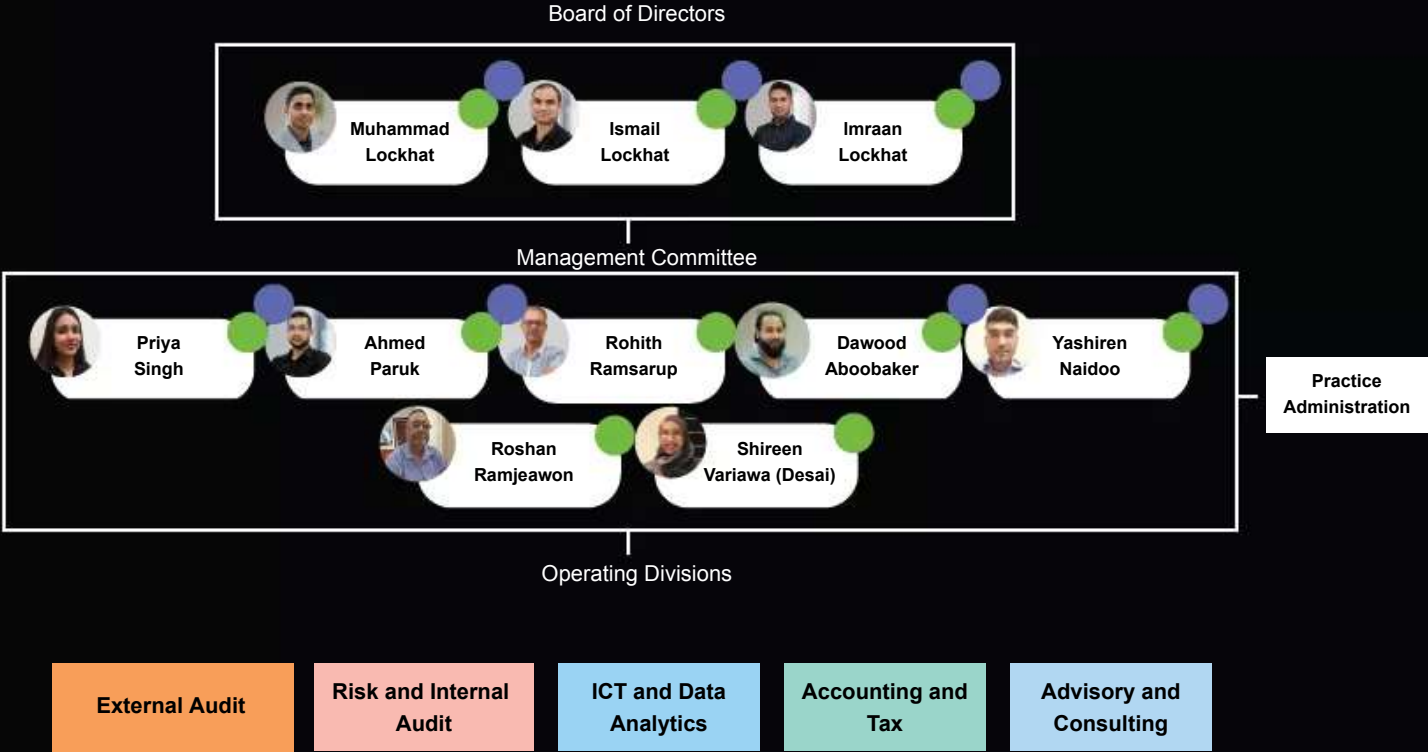 Board of Directors
Muhammad
Lockhat
Ismail
Lockhat
Imraan
Lockhat
Management Committee
Priya
Singh
Ahmed
Paruk
Rohith
Ramsarup
Dawood
Aboobaker
Yashiren
Naidoo
Roshan
Ramjeawon
Shireen
Variawa (Desai)
Practice
Administration
Operating Divisions
External Audit
Risk and Internal
Audit
ICT and Data
Analytics
Accounting and
Tax
Advisory and
Consulting